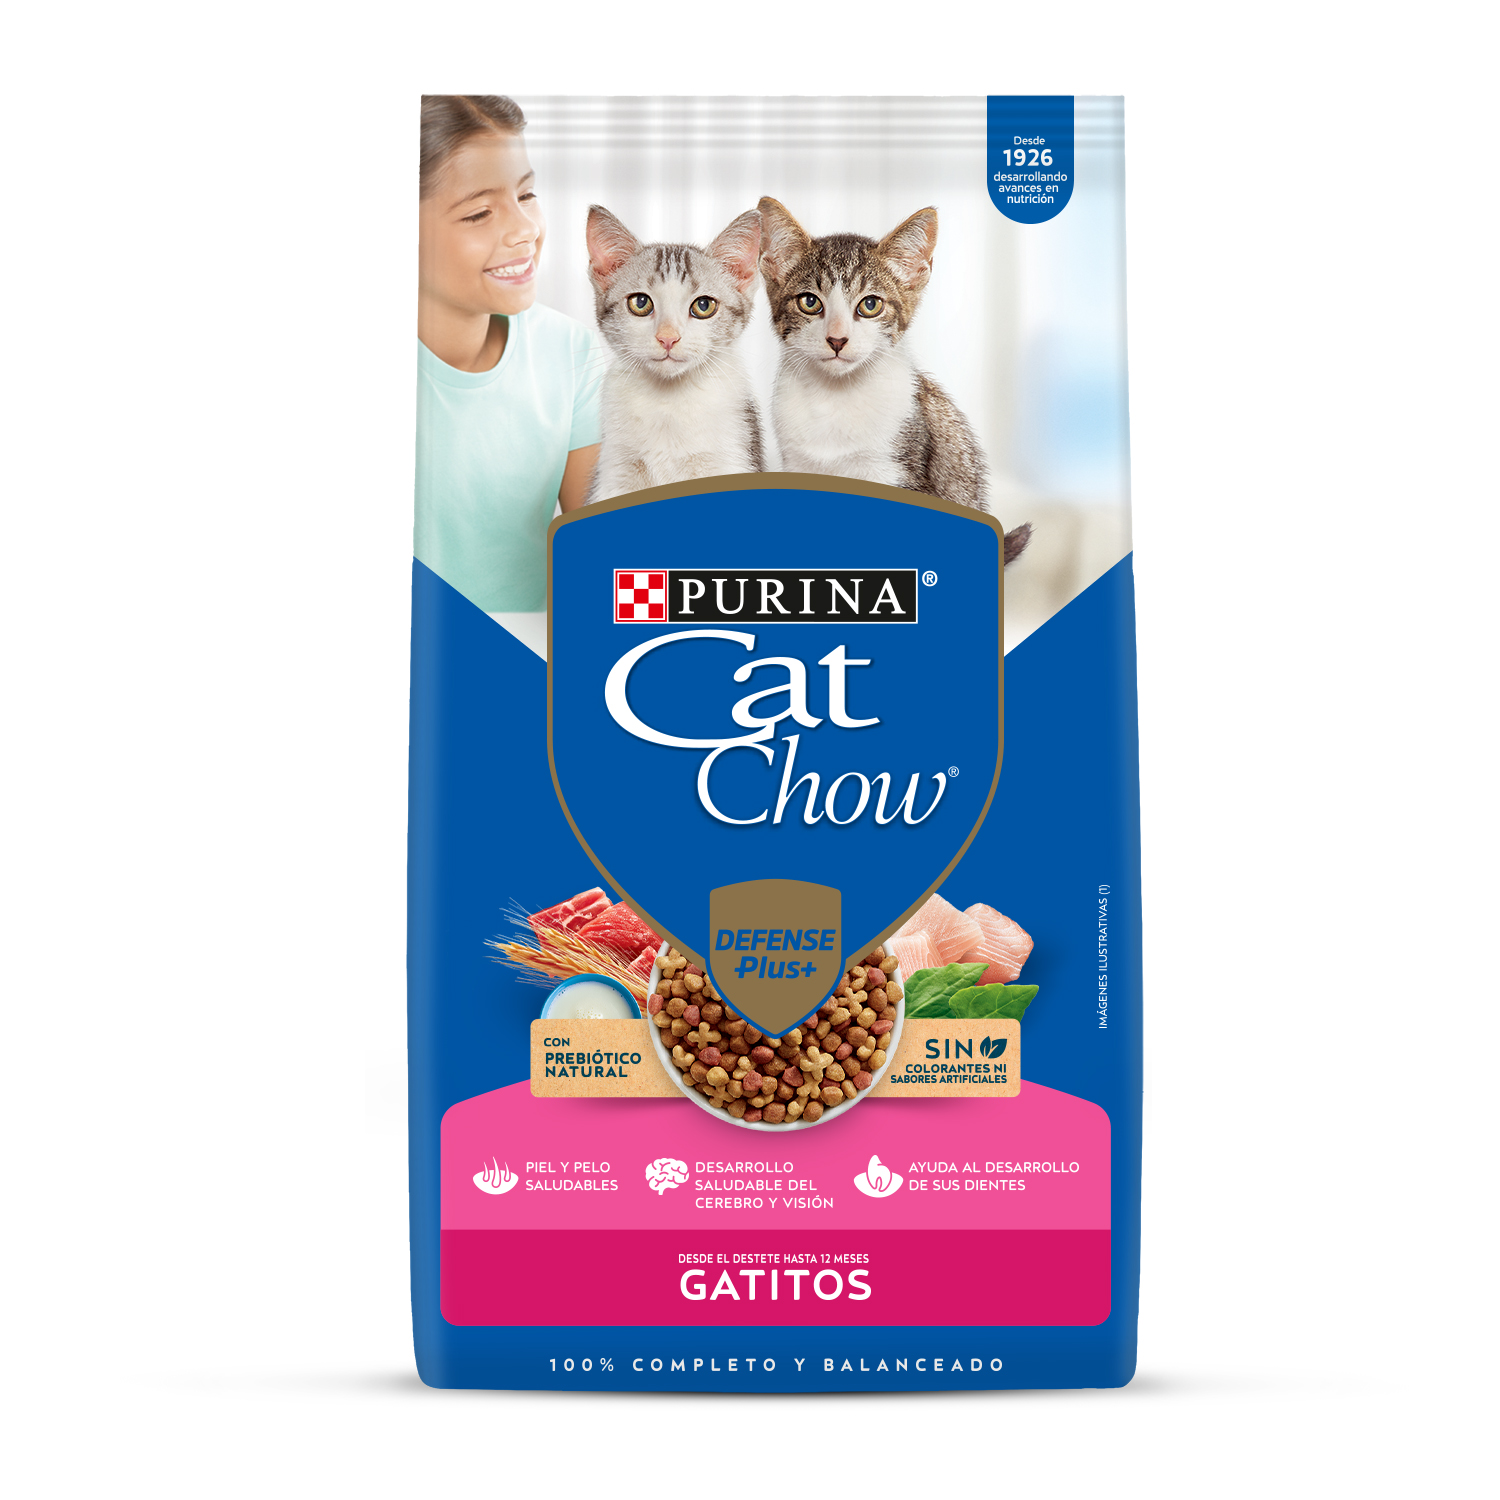 Desde
1926
desarrollando
avances en
nutrición
PURINA®
Cat
Chow®
DEFENSE
Plus+
IMÁGENES ILUSTRATIVAS (1)
CON
PREBIÓTICO
NATURAL
SIN
COLORANTES NI
SABORES ARTIFICIALES
PIEL Y PELO
SALUDABLES
DESARROLLO
SALUDABLE DEL
CEREBRO Y VISIÓN
AYUDA AL DESARROLLO
DE SUS DIENTES
DESDE EL DESTETE HASTA 12 MESES
GATITOS
100% COMPLETO Y BALANCEADO